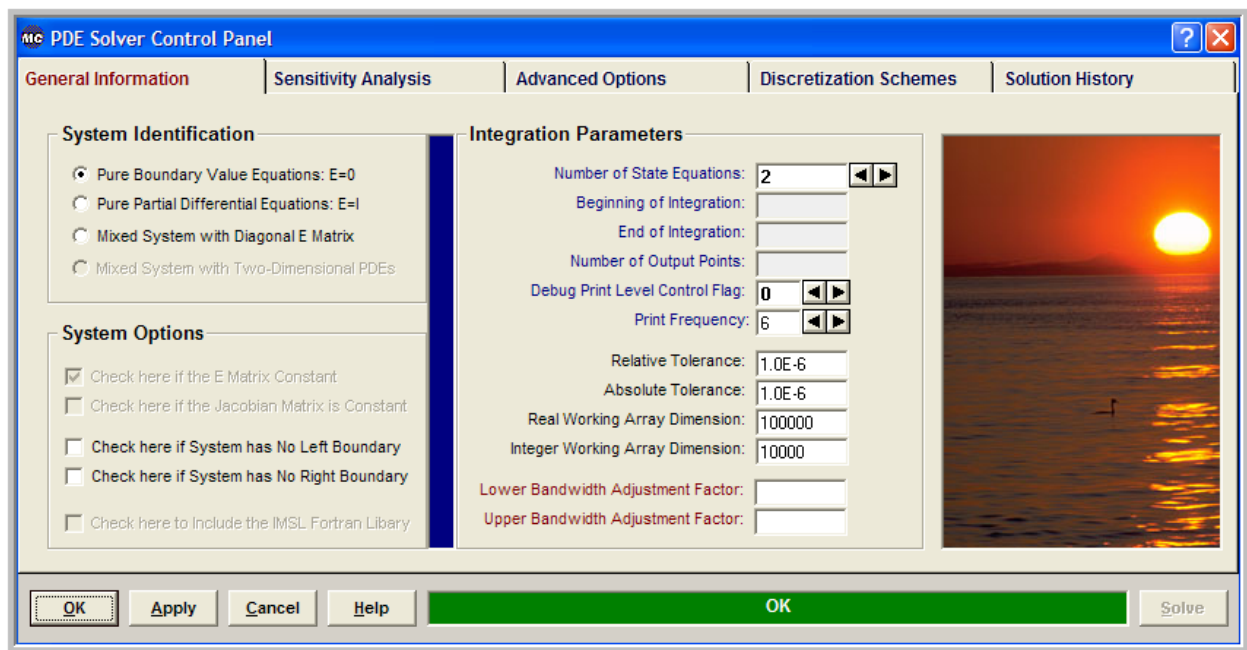 MC PDE Solver Control Panel
General Information
Sensitivity Analysis
Advanced Options
Discretization Schemes
Solution History
System Identification
Pure Boundary Value Equations: E=0
Pure Partial Differential Equations: E=I
Mixed System with Diagonal E Matrix
Mixed System with Two-Dimensional PDEs
System Options
Check here if the E Matrix Constant
Check here if the Jacobian Matrix is Constant
Check here if System has No Left Boundary
Check here if System has No Right Boundary
Check here to Include the IMSL Fortran Libary
Integration Parameters
Number of State Equations: 2
Beginning of Integration:
End of Integration:
Number of Output Points:
Debug Print Level Control Flag: 0
Print Frequency: 6
Relative Tolerance: 1.0E-6
Absolute Tolerance: 1.0E-6
Real Working Array Dimension: 100000
Integer Working Array Dimension: 10000
Lower Bandwidth Adjustment Factor:
Upper Bandwidth Adjustment Factor:
OK
Apply
Cancel
Help
OK
Solve